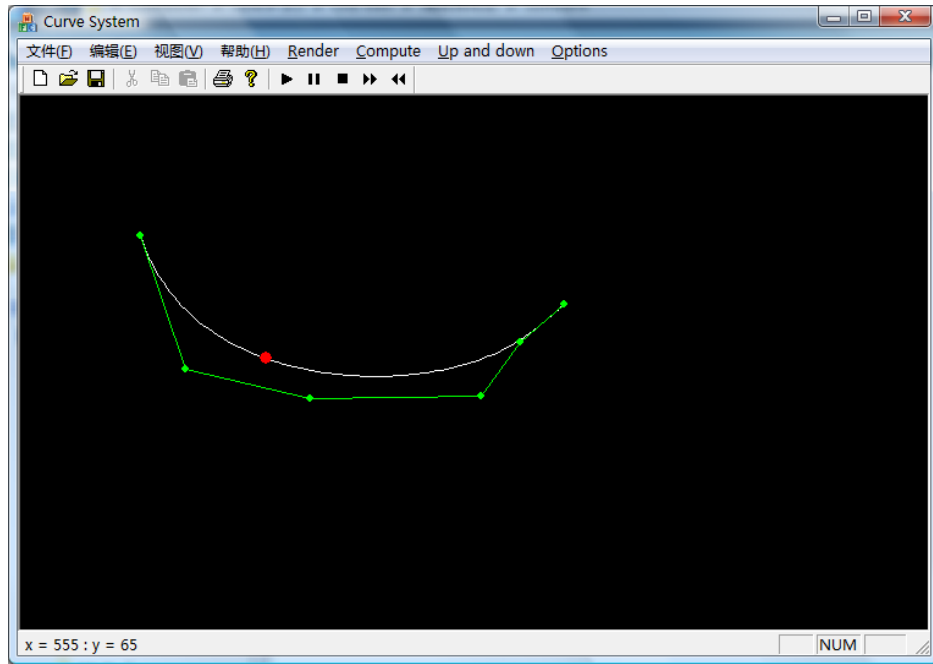 Curve System
文件(F) 编辑(E) 视图(V) 帮助(H) Render Compute Up and down Options
x = 555 : y = 65 NUM